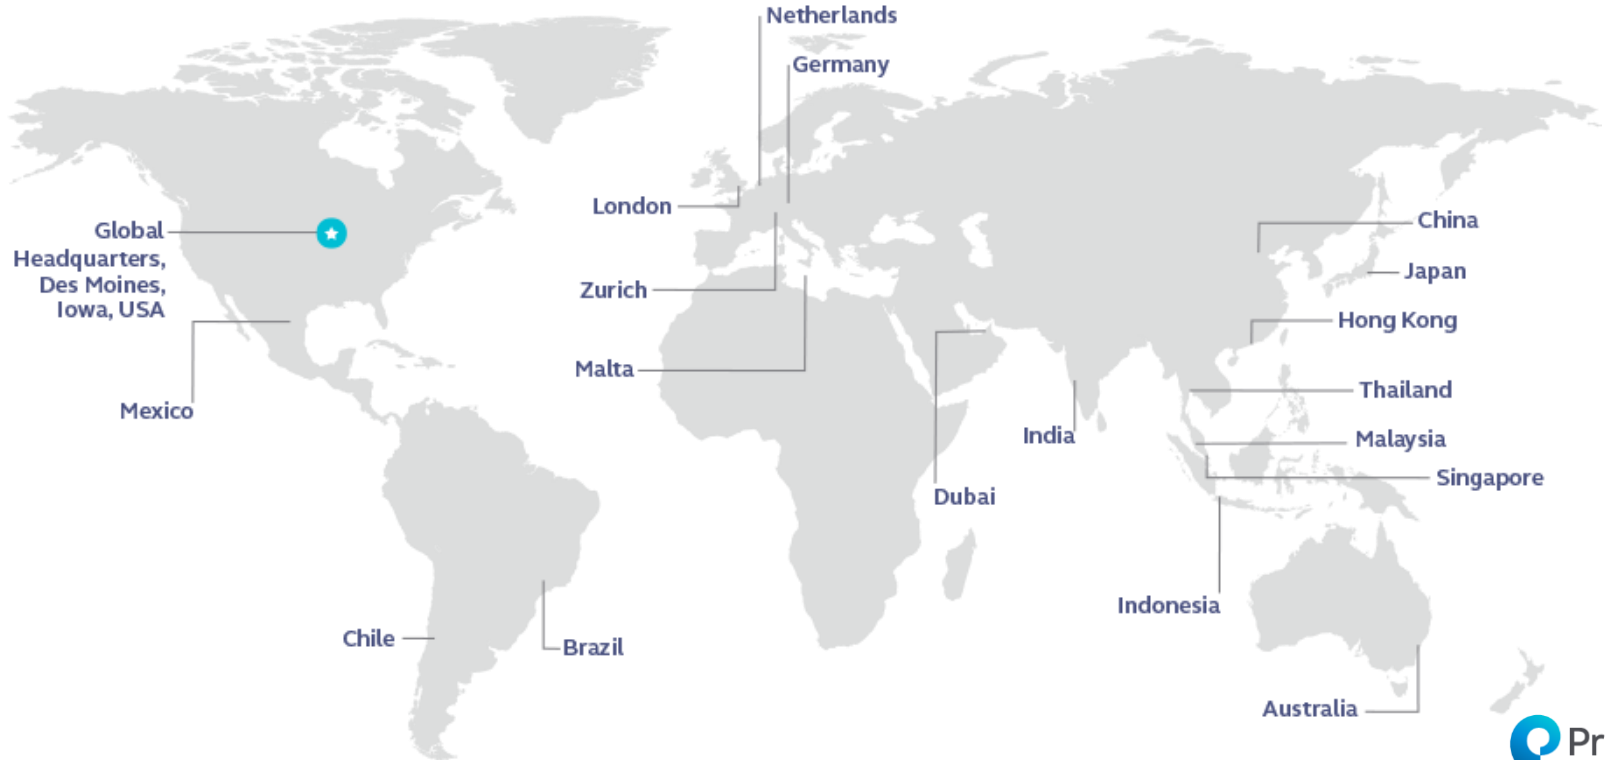 Netherlands
Germany
London
Global
Headquarters,
Des Moines,
Iowa, USA
China
Japan
Zurich
Hong Kong
Malta
Thailand
Mexico
India
Malaysia
Singapore
Dubai
Indonesia
Chile
Brazil
Australia
Pr